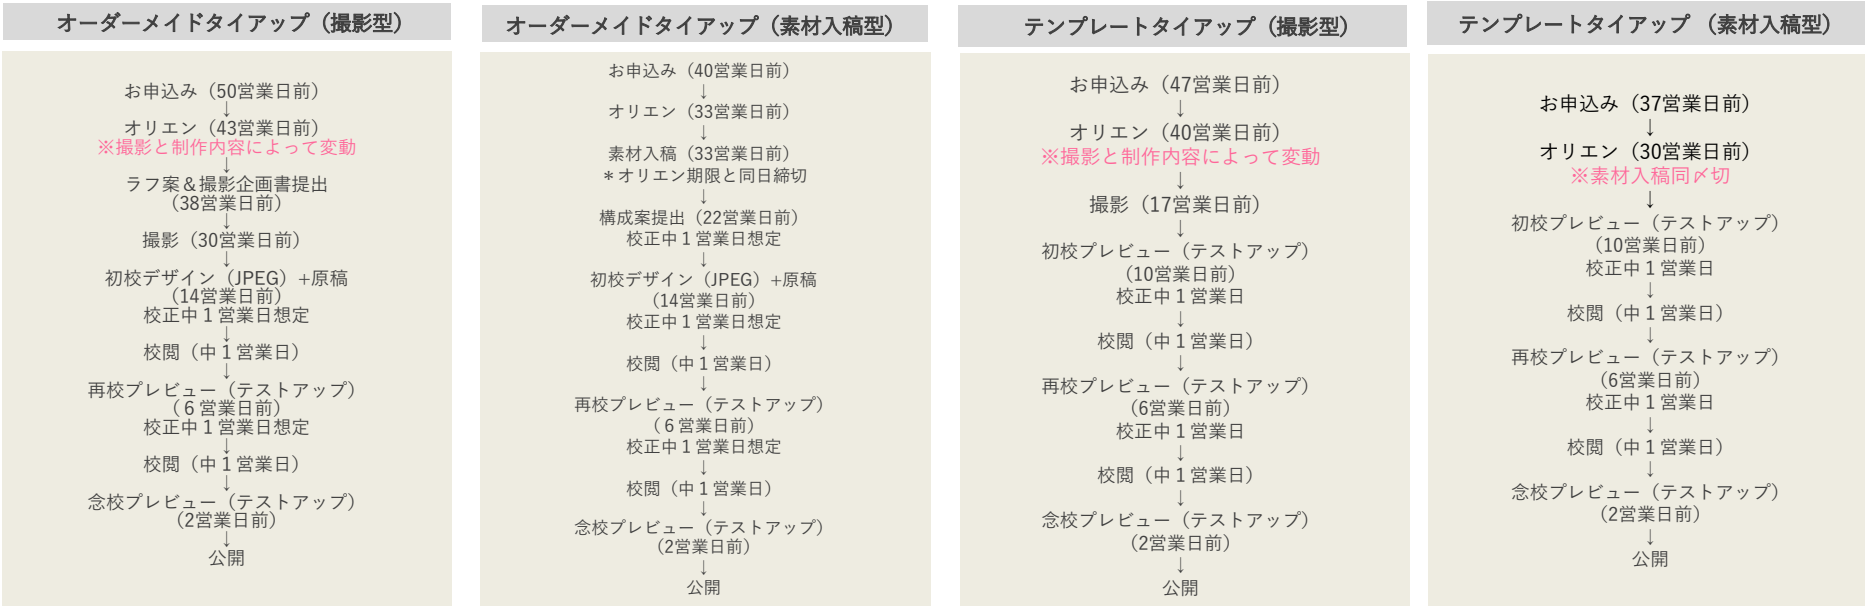 オーダーメイドタイアップ（撮影型）
お申込み（50営業日前）
↓
オリエン（43営業日前）
※撮影と制作内容によって変動
↓
ラフ案＆撮影企画書提出
（38営業日前）
↓
撮影（30営業日前）
↓
初校デザイン（JPEG）+原稿
（14営業日前）
校正中１営業日想定
↓
校閲（中１営業日）
↓
再校プレビュー（テストアップ）
（６営業日前）
校正中１営業日想定
↓
校閲（中１営業日）
↓
念校プレビュー（テストアップ）
（2営業日前）
↓
公開
オーダーメイドタイアップ（素材入稿型）
お申込み（40営業日前）
↓
オリエン（33営業日前）
↓
素材入稿（33営業日前）
＊オリエン期限と同日締切
↓
構成案提出（22営業日前）
校正中１営業日想定
↓
初校デザイン（JPEG）+原稿
（14営業日前）
校正中１営業日想定
↓
校閲（中１営業日）
↓
再校プレビュー（テストアップ）
（６営業日前）
校正中１営業日想定
↓
校閲（中１営業日）
↓
念校プレビュー（テストアップ）
（2営業日前）
↓
公開
テンプレートタイアップ（撮影型）
お申込み（47営業日前）
↓
オリエン（40営業日前）
※撮影と制作内容によって変動
↓
撮影（17営業日前）
↓
初校プレビュー（テストアップ）
（10営業日前）
校正中１営業日
↓
校閲（中１営業日）
↓
再校プレビュー（テストアップ）
（6営業日前）
校正中１営業日
↓
校閲（中１営業日）
↓
念校プレビュー（テストアップ）
（2営業日前）
↓
公開
テンプレートタイアップ （素材入稿型）
お申込み（37営業日前）
↓
オリエン（30営業日前）
※素材入稿同〆切
↓
初校プレビュー（テストアップ）
（10営業日前）
校正中１営業日
↓
校閲（中１営業日）
↓
再校プレビュー（テストアップ）
（6営業日前）
校正中１営業日
↓
校閲（中１営業日）
↓
念校プレビュー（テストアップ）
（2営業日前）
↓
公開